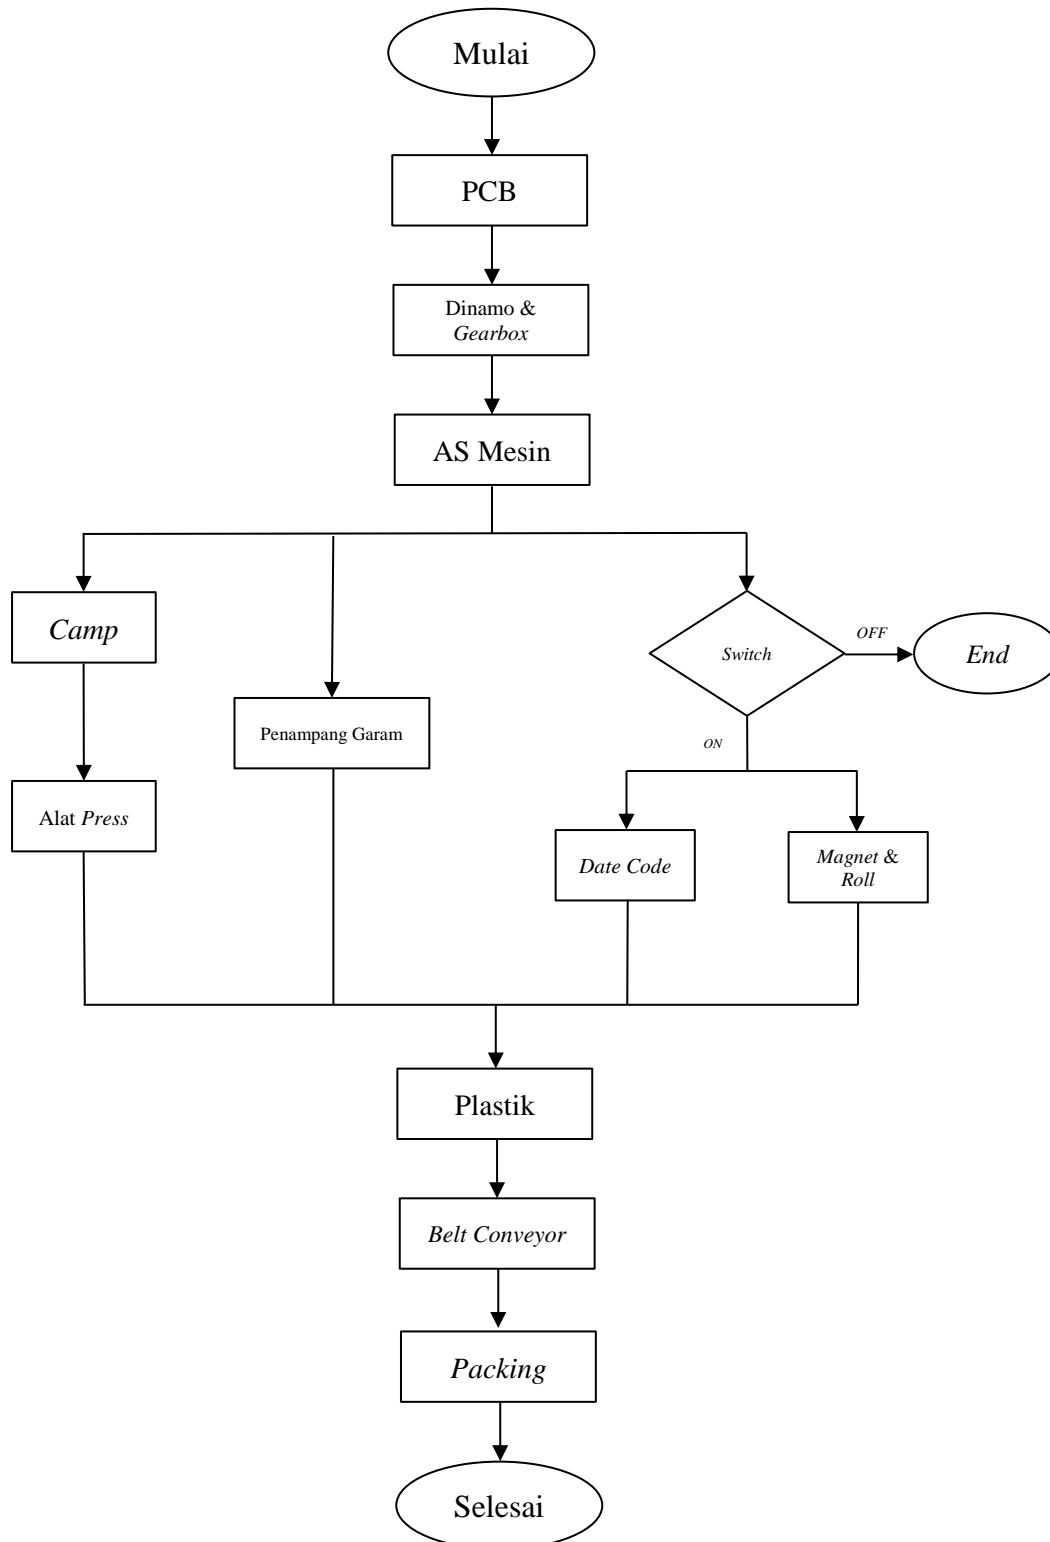 Mulai
PCB
Dinamo &
Gearbox
AS Mesin
Camp
Switch
OFF
End
Penampang Garam
ON
Alat Press
Date Code
Magnet &
Roll
Plastik
Belt Conveyor
Packing
Selesai